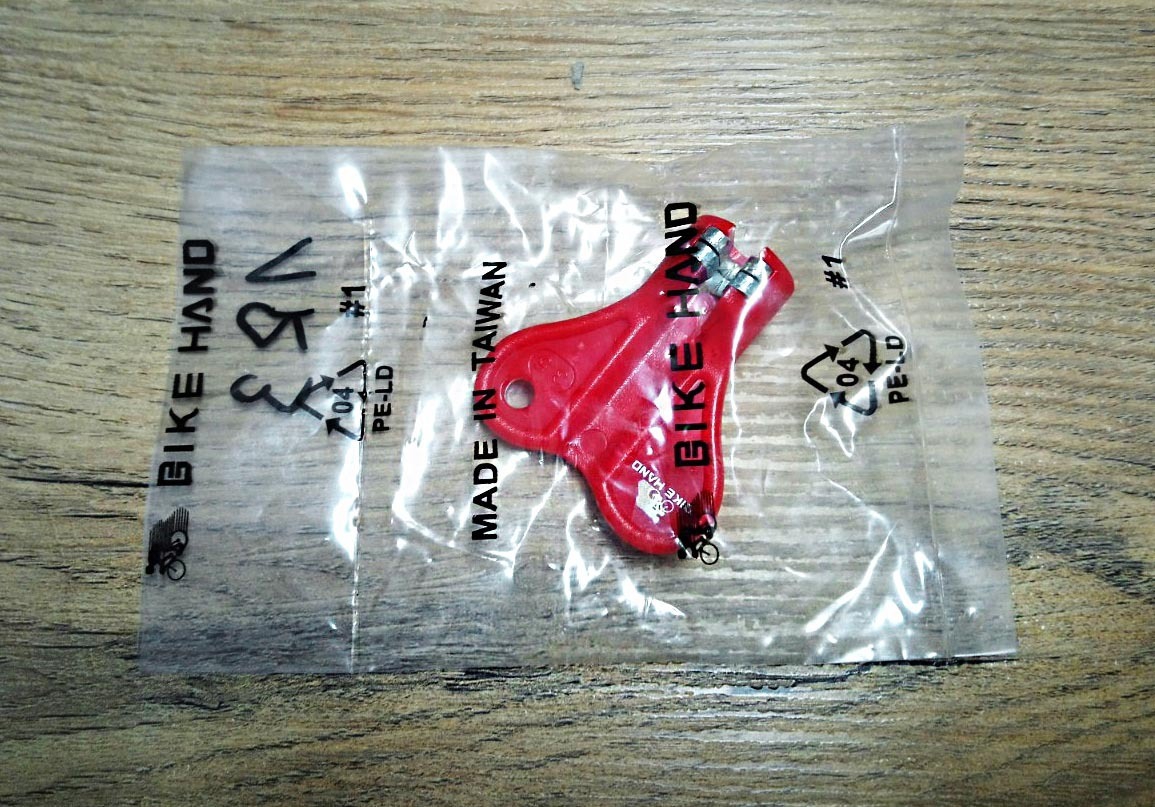 BIKE HAND
#1
04
PE-LD
MADE IN TAIWAN
BIKE HAND
BIKE HAND
#1
04
PE-LD